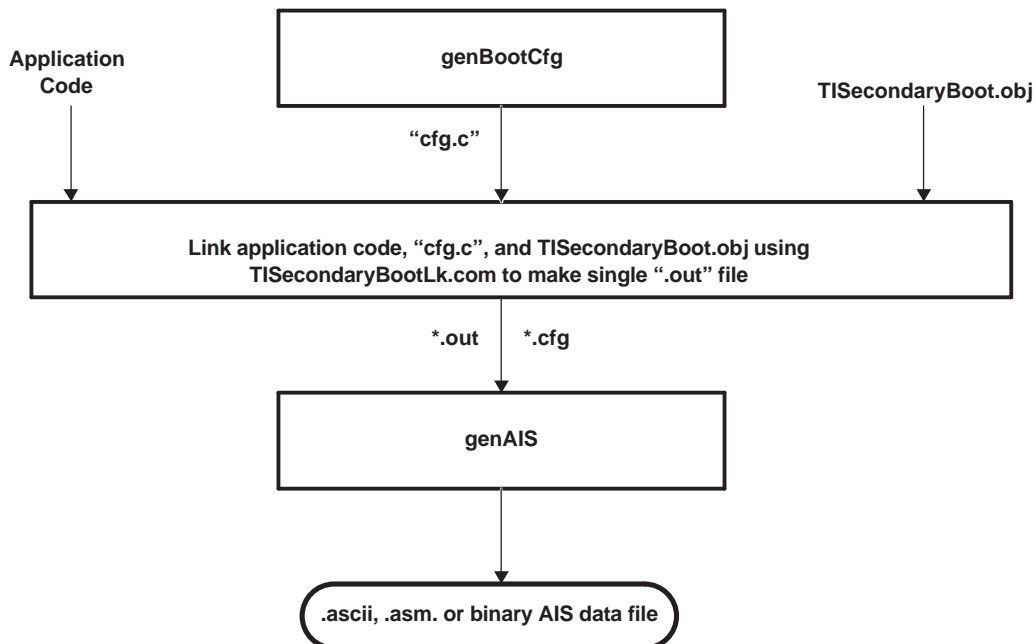 genBootCfg
Application
Code
TISecondaryBoot.obj
“cfg.c”
Link application code, “cfg.c”, and TISecondaryBoot.obj using
TISecondaryBootLk.com to make single “.out” file
*.out
*.cfg
genAIS
.ascii, .asm. or binary AIS data file